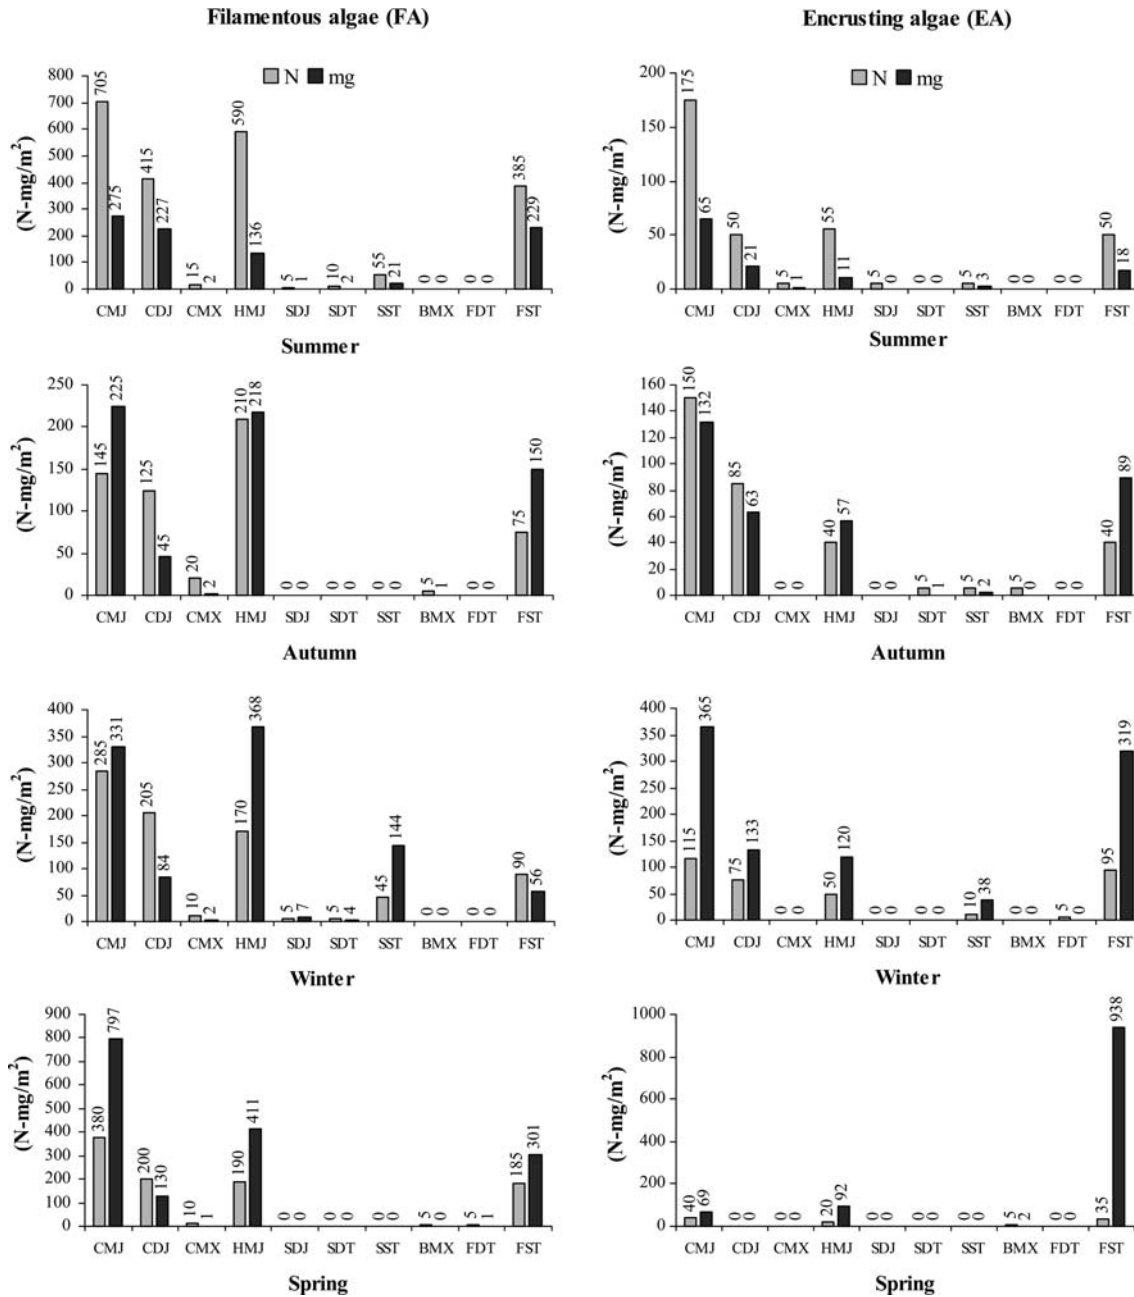 Filamentous algae (FA)
Encrusting algae (EA)
N mg
(N-mg/m²)
800
700
600
500
400
300
200
100
0
705 275 415 227 15 2 590 136 5 1 10 2 55 21 0 0 0 0 385 229
CMJ CDJ CMX HMJ SDJ SDT SST BMX FDT FST
Summer
N mg
(N-mg/m²)
200
150
100
50
0
175 65 50 21 5 1 55 11 5 0 0 0 5 3 0 0 0 0 50 18
CMJ CDJ CMX HMJ SDJ SDT SST BMX FDT FST
Summer
(N-mg/m²)
250
200
150
100
50
0
145 225 125 45 20 2 210 218 0 0 0 0 0 0 5 1 0 0 75 150
CMJ CDJ CMX HMJ SDJ SDT SST BMX FDT FST
Autumn
(N-mg/m²)
160
140
120
100
80
60
40
20
0
150 132 85 63 0 0 40 57 0 0 5 1 5 2 5 0 0 0 40 89
CMJ CDJ CMX HMJ SDJ SDT SST BMX FDT FST
Autumn
(N-mg/m²)
400
350
300
250
200
150
100
50
0
285 331 205 84 10 2 170 368 5 7 5 4 45 144 0 0 0 0 90 56
CMJ CDJ CMX HMJ SDJ SDT SST BMX FDT FST
Winter
(N-mg/m²)
400
350
300
250
200
150
100
50
0
115 365 75 133 0 0 50 120 0 0 0 0 10 38 0 0 5 0 95 319
CMJ CDJ CMX HMJ SDJ SDT SST BMX FDT FST
Winter
(N-mg/m²)
900
800
700
600
500
400
300
200
100
0
380 797 200 130 10 1 190 411 0 0 0 0 0 0 5 0 5 1 185 301
CMJ CDJ CMX HMJ SDJ SDT SST BMX FDT FST
Spring
(N-mg/m²)
1000
800
600
400
200
0
40 69 0 0 0 0 20 92 0 0 0 0 0 0 5 2 0 0 35 938
CMJ CDJ CMX HMJ SDJ SDT SST BMX FDT FST
Spring